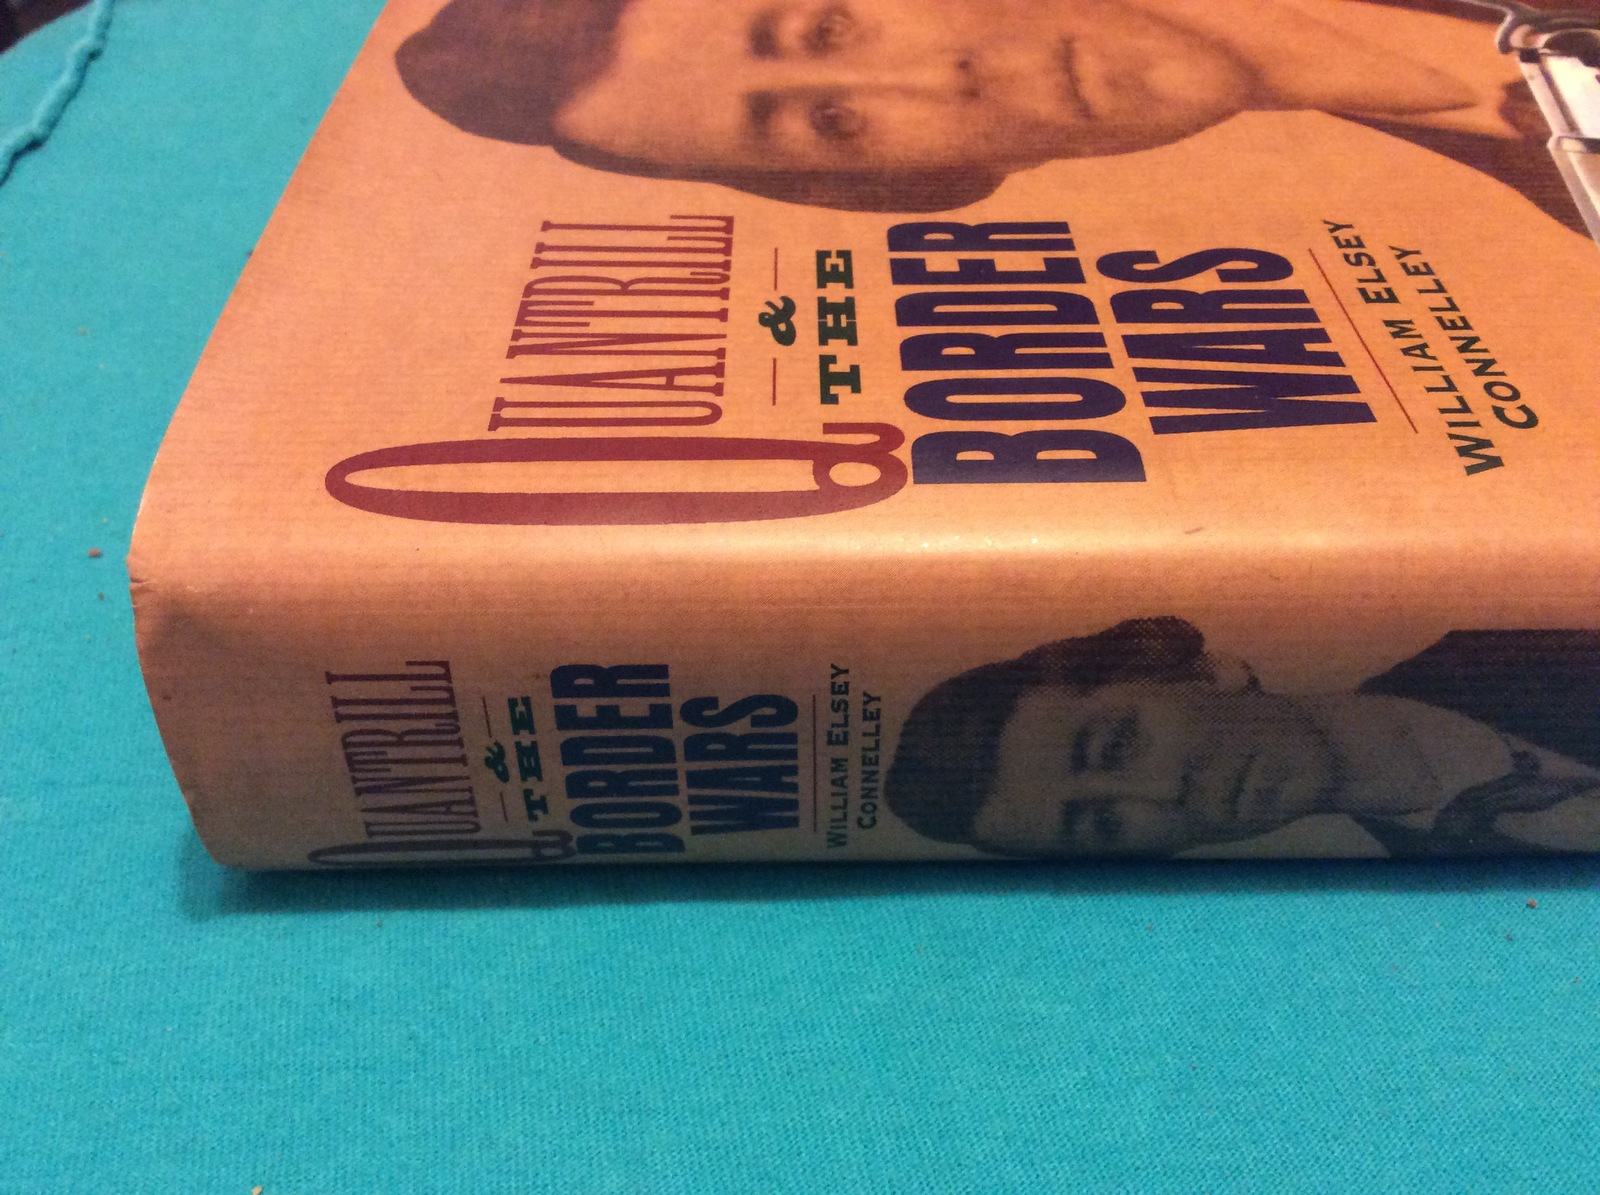 QUANTRILL
&
THE
BORDER
WARS
WILLIAM ELSEY
CONNELLEY
QUANTRILL
&
THE
BORDER
WARS
WILLIAM ELSEY
CONNELLEY